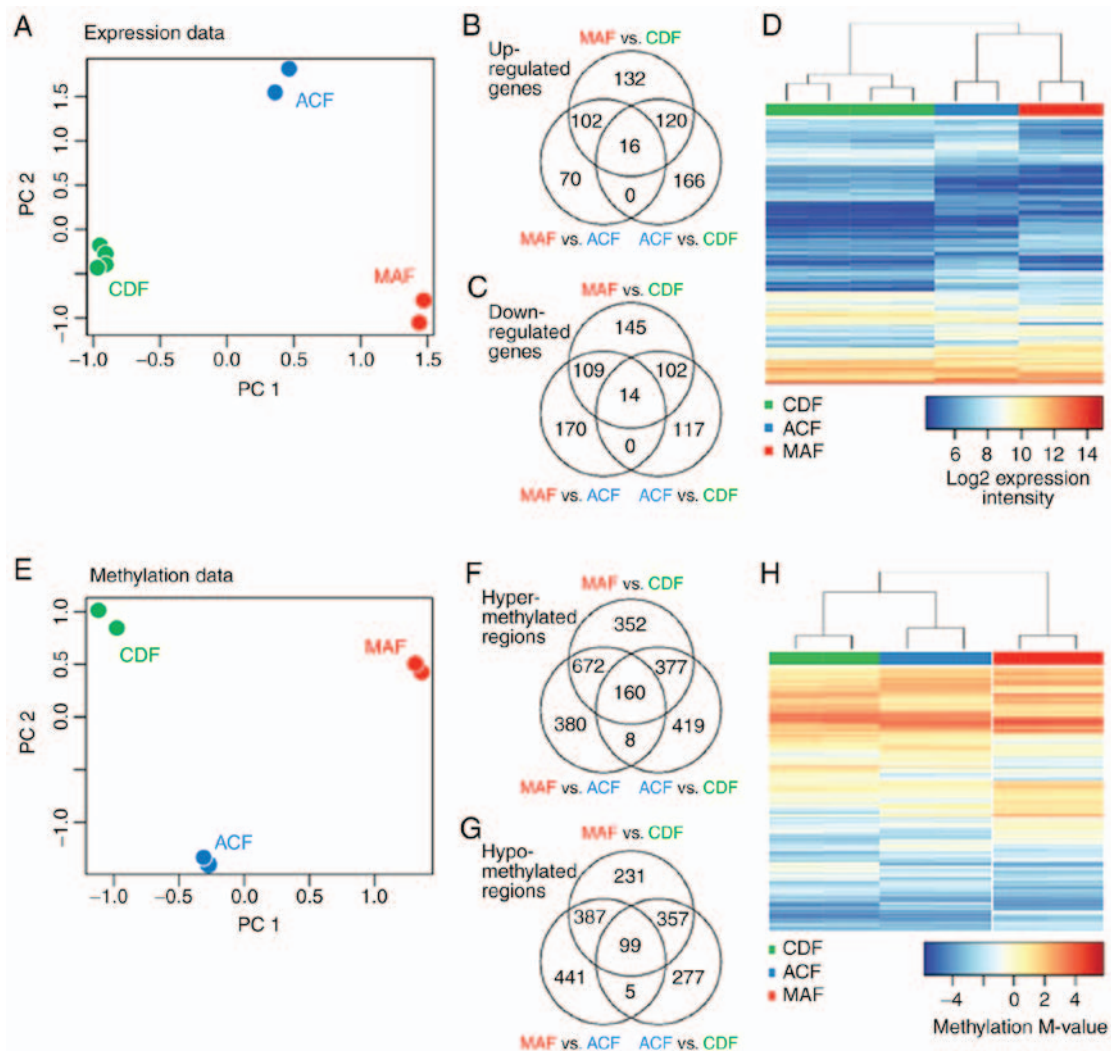 A Expression data
1.5
1.0
0.5
0.0
−1.0
PC 2
ACF
CDF
MAF
−1.0 −0.5 0.0 0.5 1.0 1.5
PC 1
B
MAF vs. CDF
Up-
regulated
genes
132
102 120
16
70 0 166
MAF vs. ACF ACF vs. CDF
C
MAF vs. CDF
Down-
regulated
genes
145
109 102
14
170 0 117
MAF vs. ACF ACF vs. CDF
D
CDF
ACF
MAF
6 8 10 12 14
Log2 expression
intensity
E Methylation data
1.0
0.5
0.0
−1.0
PC 2
CDF
MAF
ACF
−1.0 −0.5 0.0 0.5 1.0
PC 1
F
MAF vs. CDF
Hyper-
methylated
regions
352
672 377
160
380 8 419
MAF vs. ACF ACF vs. CDF
G
MAF vs. CDF
Hypo-
methylated
regions
231
387 357
99
441 5 277
MAF vs. ACF ACF vs. CDF
H
CDF
ACF
MAF
−4 0 2 4
Methylation M-value